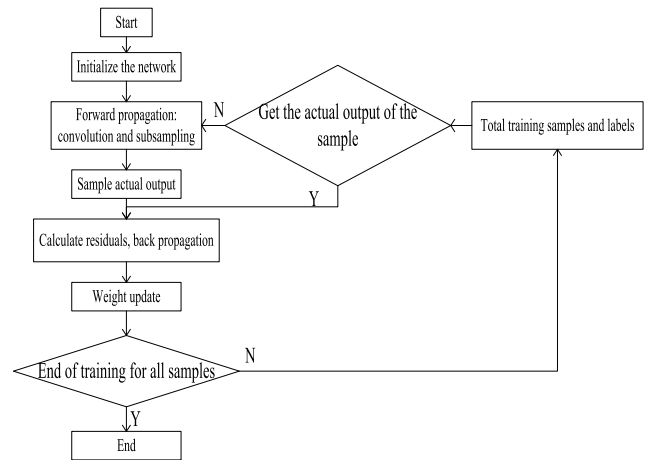 Start
Initialize the network
Forward propagation:
convolution and subsampling
N
Get the actual output of the
sample
Total training samples and labels
Sample actual output
Y
Calculate residuals, back propagation
Weight update
End of training for all samples
N
Y
End